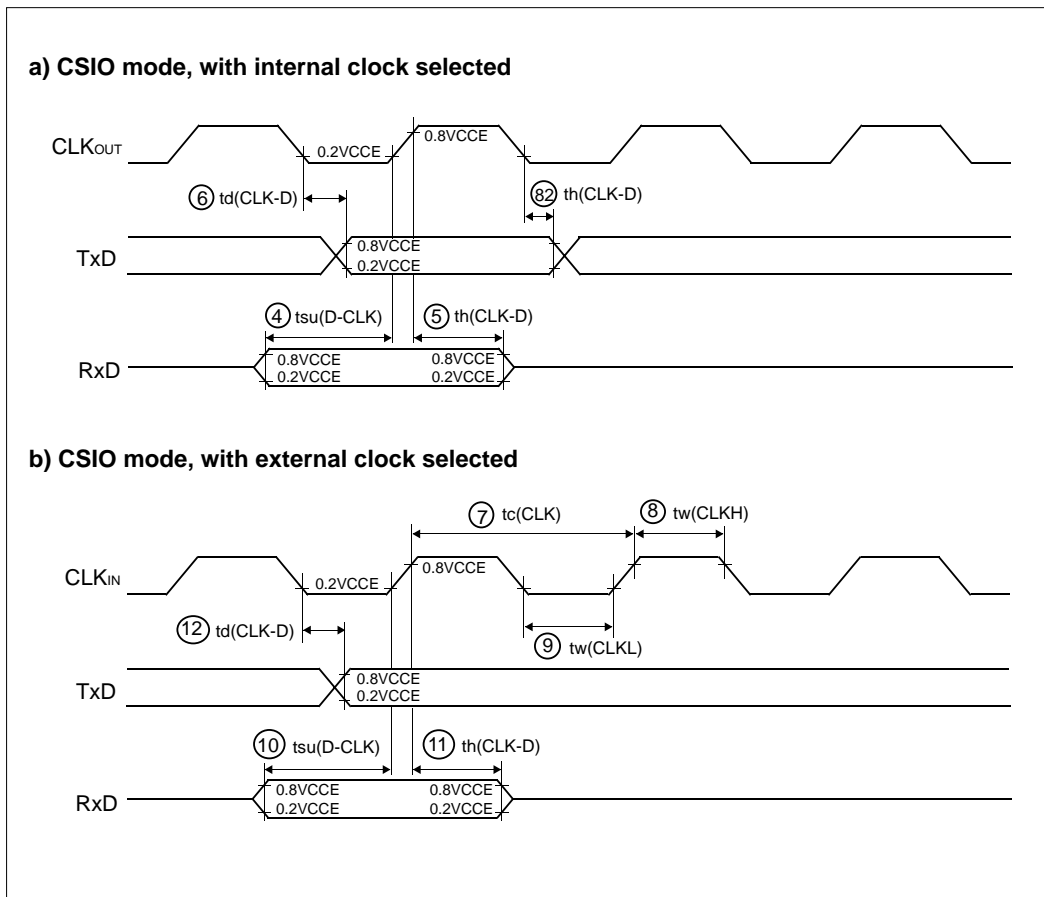 a) CSIO mode, with internal clock selected
CLKOUT
0.2VCCE
0.8VCCE
6 td(CLK-D)
82 th(CLK-D)
TxD
0.8VCCE
0.2VCCE
4 tsu(D-CLK)
5 th(CLK-D)
RxD
0.8VCCE 0.8VCCE
0.2VCCE 0.2VCCE
b) CSIO mode, with external clock selected
7 tc(CLK)
8 tw(CLKH)
CLKIN
0.2VCCE
0.8VCCE
12 td(CLK-D)
9 tw(CLKL)
TxD
0.8VCCE
0.2VCCE
10 tsu(D-CLK)
11 th(CLK-D)
RxD
0.8VCCE 0.8VCCE
0.2VCCE 0.2VCCE